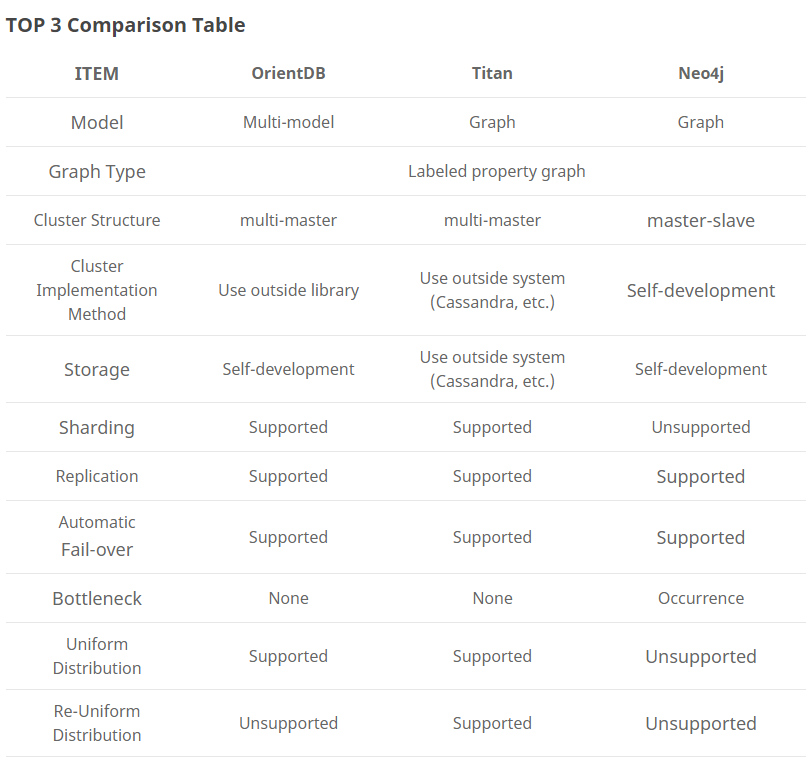 TOP 3 Comparison Table
ITEM OrientDB Titan Neo4j
Model Multi-model Graph Graph
Graph Type Labeled property graph
Cluster Structure multi-master multi-master master-slave
Cluster
Implementation
Method
Use outside library
Use outside system
(Cassandra, etc.)
Self-development
Storage Self-development
Use outside system
(Cassandra, etc.)
Self-development
Sharding Supported Supported Unsupported
Replication Supported Supported Supported
Automatic
Fail-over
Supported Supported Supported
Bottleneck None None Occurrence
Uniform
Distribution
Supported Supported Unsupported
Re-Uniform
Distribution
Unsupported Supported Unsupported